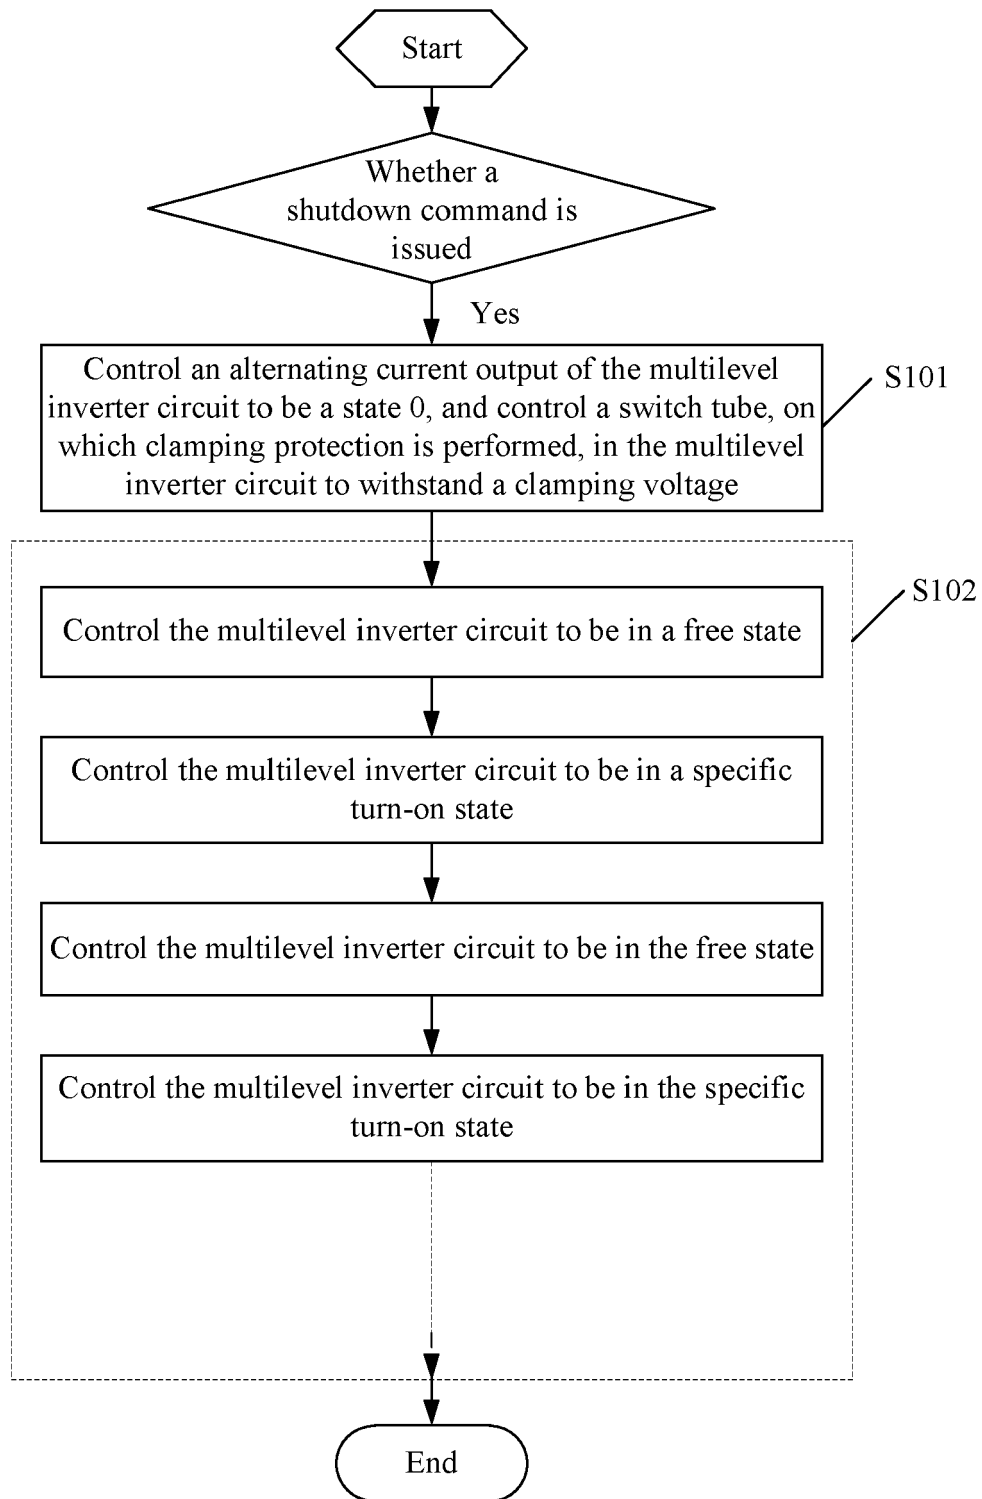 Start
Whether a
shutdown command is
issued
Yes
Control an alternating current output of the multilevel
inverter circuit to be a state 0, and control a switch tube, on
which clamping protection is performed, in the multilevel
inverter circuit to withstand a clamping voltage
S101
S102
Control the multilevel inverter circuit to be in a free state
Control the multilevel inverter circuit to be in a specific
turn-on state
Control the multilevel inverter circuit to be in the free state
Control the multilevel inverter circuit to be in the specific
turn-on state
End